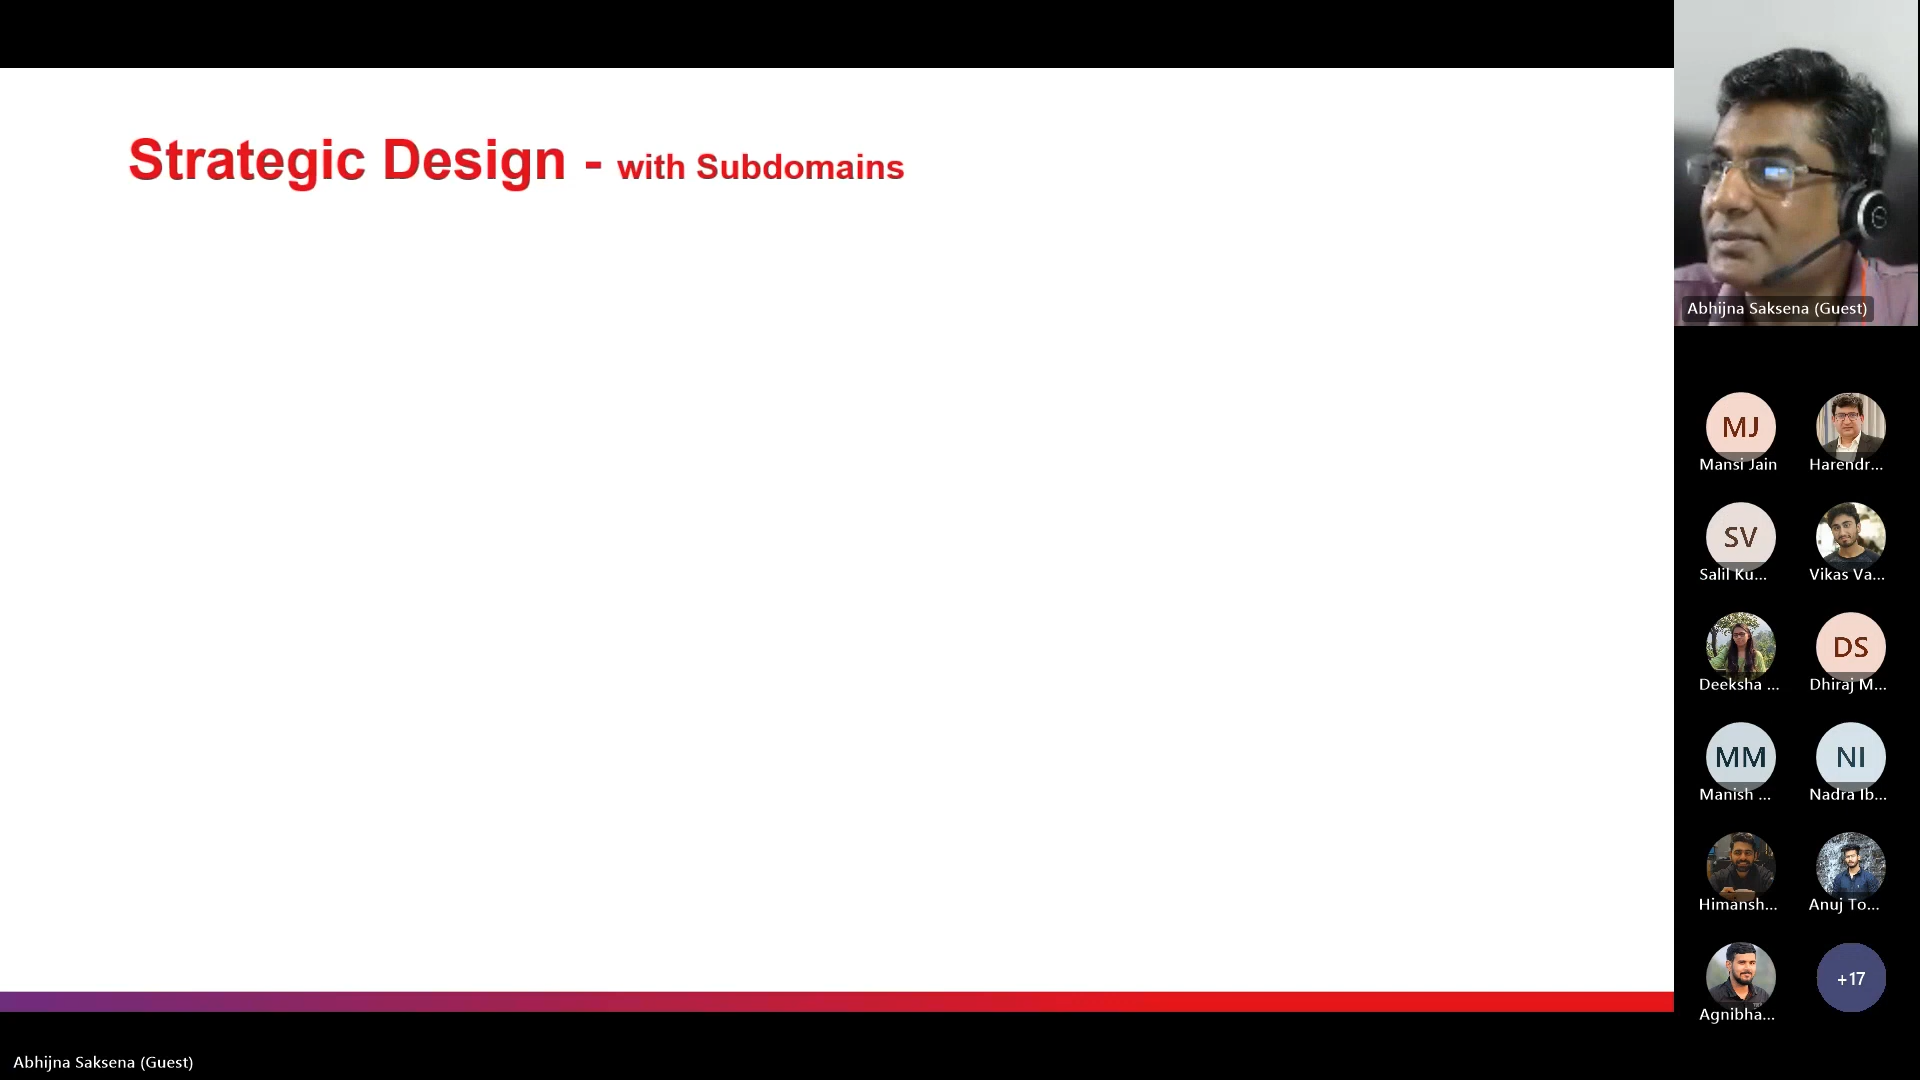 Strategic Design - with Subdomains
Abhijna Saksena (Guest)
MJ
Mansi Jain
Harendr...
SV
Salil Ku...
Vikas Va...
Deeksha ...
DS
Dhiraj M...
MM
Manish ...
NI
Nadra Ib...
Himansh...
Anuj To...
Agnibha...
+17
Abhijna Saksena (Guest)